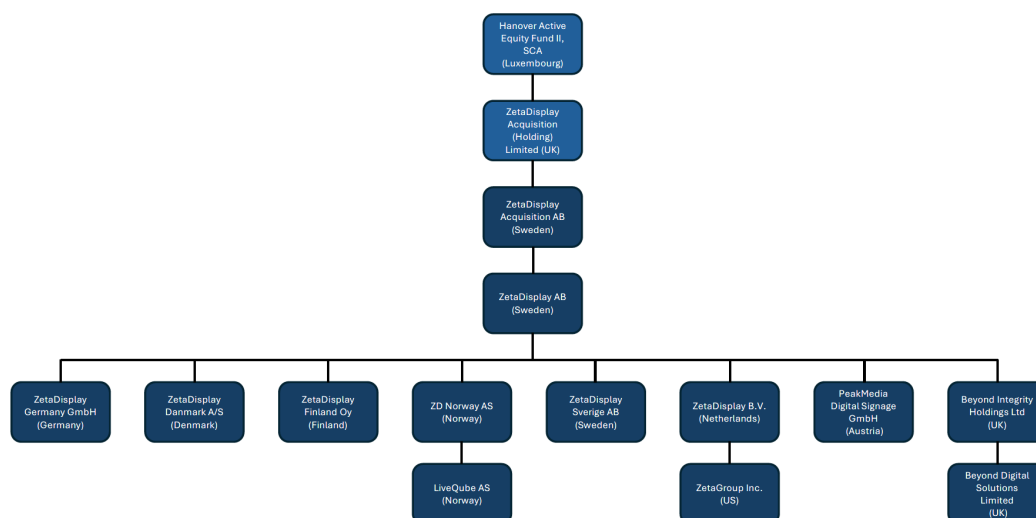 Hanover Active
Equity Fund II,
SCA
(Luxembourg)
ZetaDisplay
Acquisition
(Holding)
Limited (UK)
ZetaDisplay
Acquisition AB
(Sweden)
ZetaDisplay AB
(Sweden)
ZetaDisplay
Germany GmbH
(Germany)
ZetaDisplay
Danmark A/S
(Denmark)
ZetaDisplay
Finland Oy
(Finland)
ZD Norway AS
(Norway)
ZetaDisplay
Sverige AB
(Sweden)
ZetaDisplay B.V.
(Netherlands)
PeakMedia
Digital Signage
GmbH
(Austria)
Beyond Integrity
Holdings Ltd
(UK)
LiveQube AS
(Norway)
ZetaGroup Inc.
(US)
Beyond Digital
Solutions
Limited
(UK)